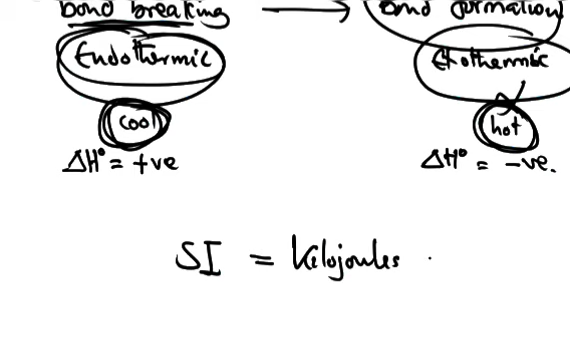 bond breaking → Bond formation
Endothermic Exothermic
cool hot
ΔH° = +ve ΔH° = -ve.
SI = Kilojoules .